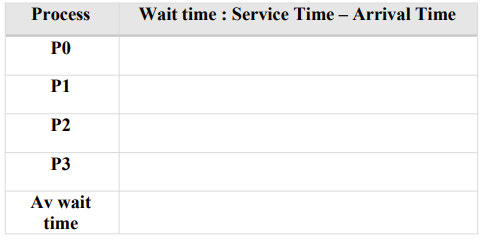 Process Wait time : Service Time – Arrival Time
P0
P1
P2
P3
Av wait
time